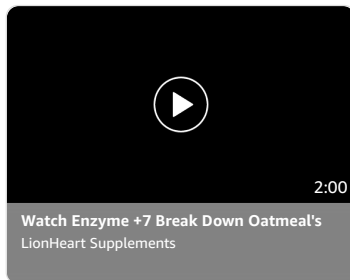 2:00
Watch Enzyme +7 Break Down Oatmeal's
LionHeart Supplements